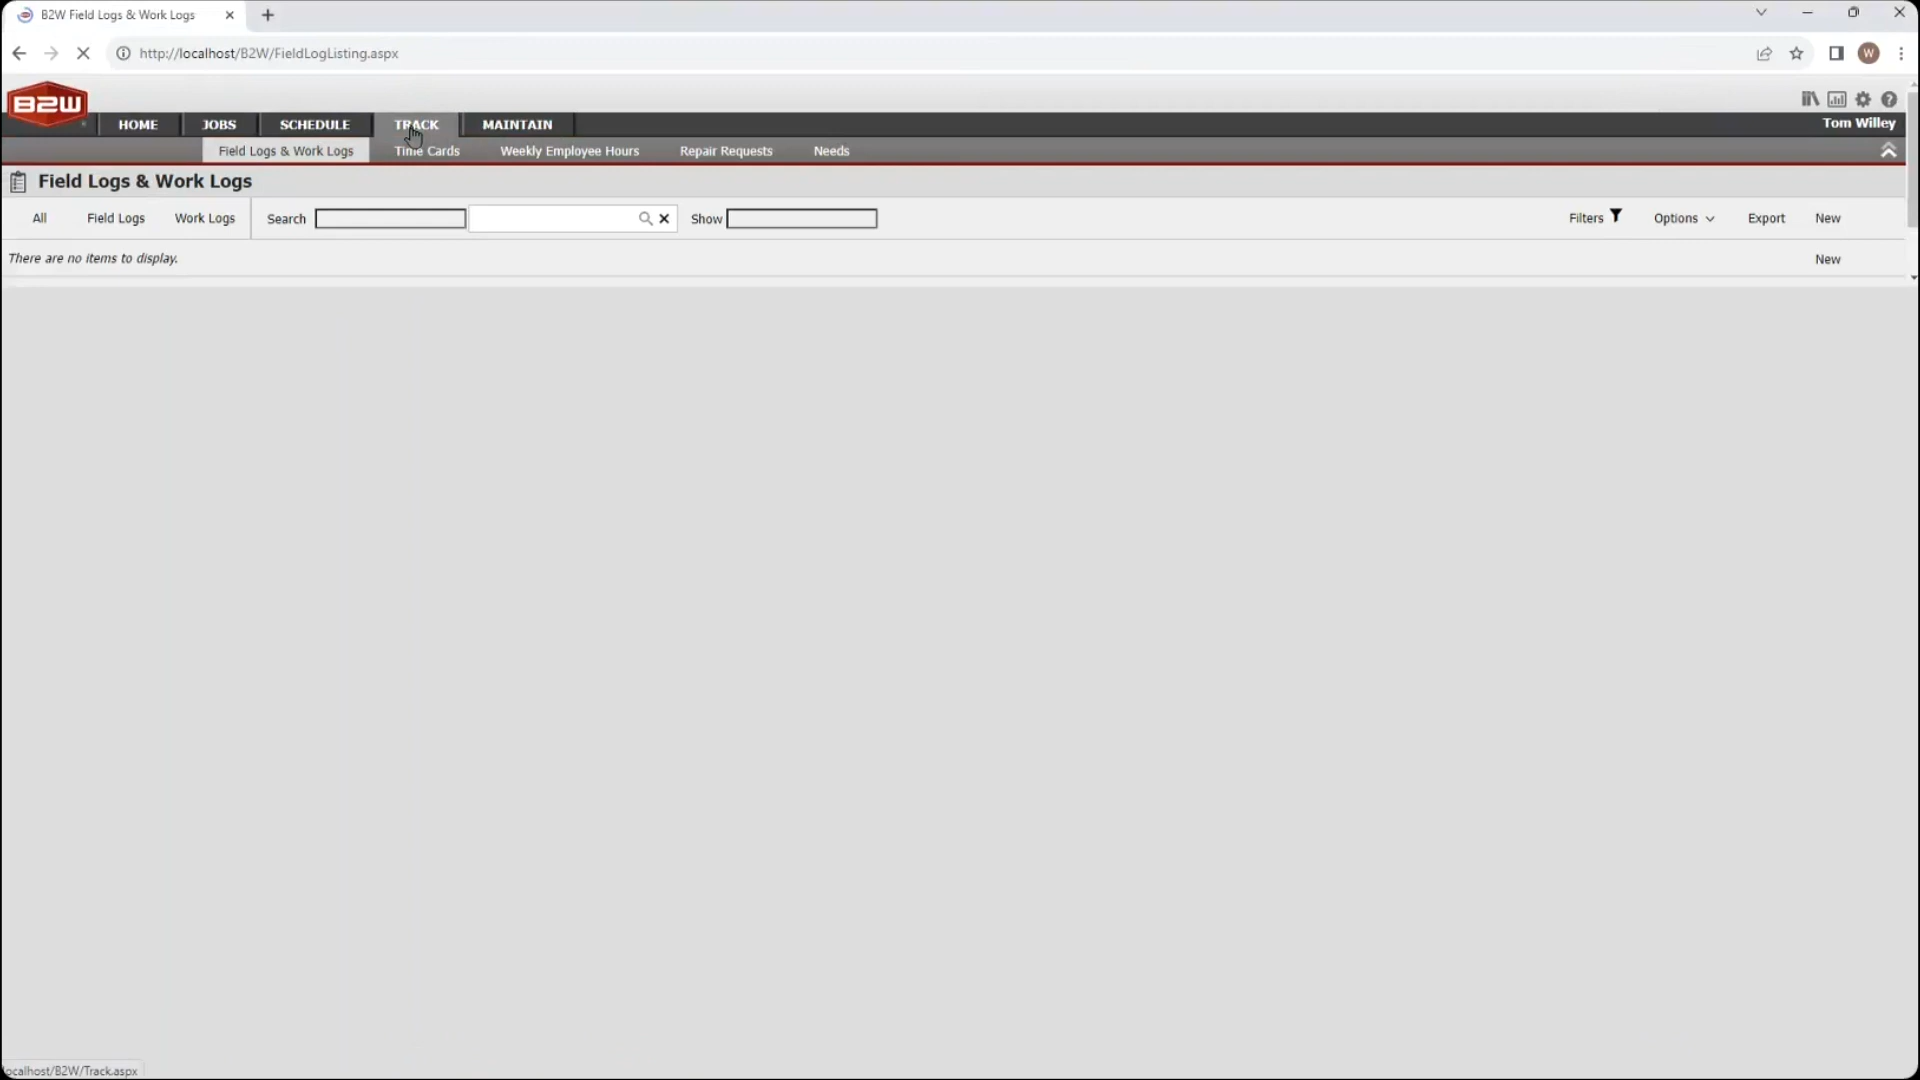 B2W Field Logs & Work Logs
http://localhost/B2W/FieldLogListing.aspx
W
B2W
HOME JOBS SCHEDULE TRACK MAINTAIN Tom Willey
Field Logs & Work Logs Time Cards Weekly Employee Hours Repair Requests Needs
Field Logs & Work Logs
All Field Logs Work Logs Search Show Filters Options Export New
There are no items to display. New
localhost/B2W/Track.aspx